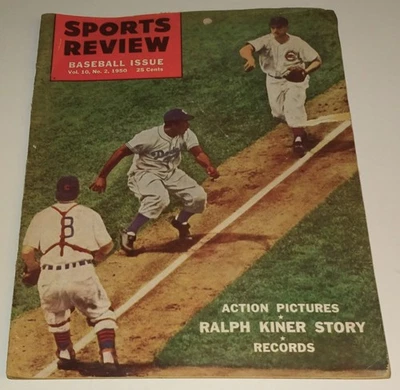 SPORTS
REVIEW
BASEBALL ISSUE
Vol. 10, No. 2, 1950 25 Cents
ACTION PICTURES
★
RALPH KINER STORY
★
RECORDS